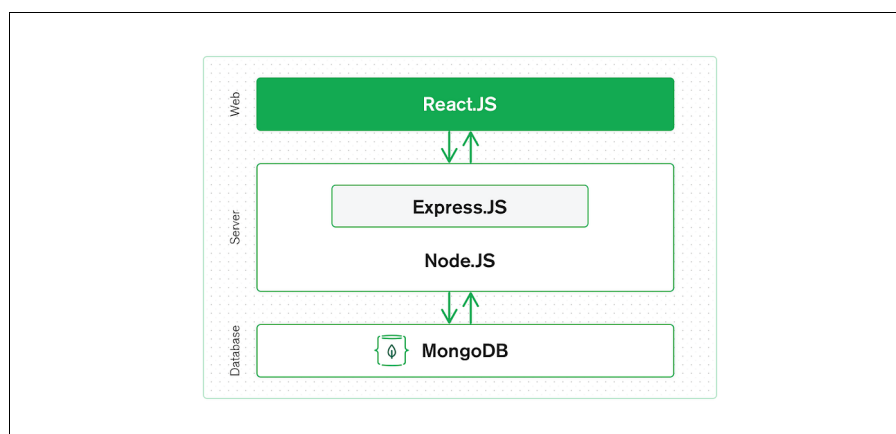 Web
React.JS
Server
Express.JS
Node.JS
Database
MongoDB